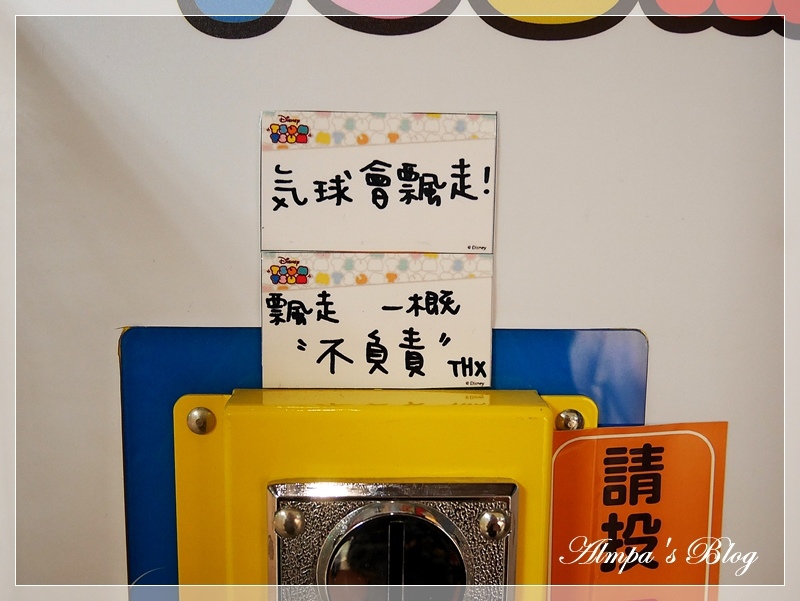 Disney
TSUM TSUM
気球會飄走!
© Disney
Disney
TSUM TSUM
飄走 一概
"不負責" THX
© Disney
請投
Almpa's Blog